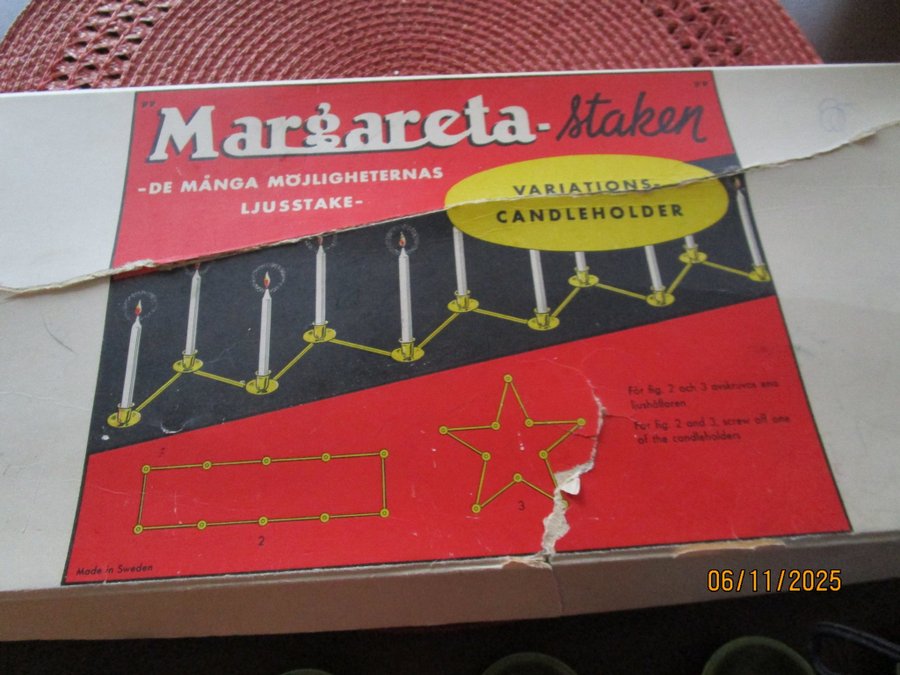 "Margareta-staken"
-DE MÅNGA MÖJLIGHETERNAS
LJUSSTAKE-
VARIATIONS-
CANDLEHOLDER
För fig. 2 och 3 avskruvas ena
ljushållaren
For fig. 2 and 3, screw off one
of the candleholders
3
2
Made in Sweden
06/11/2025